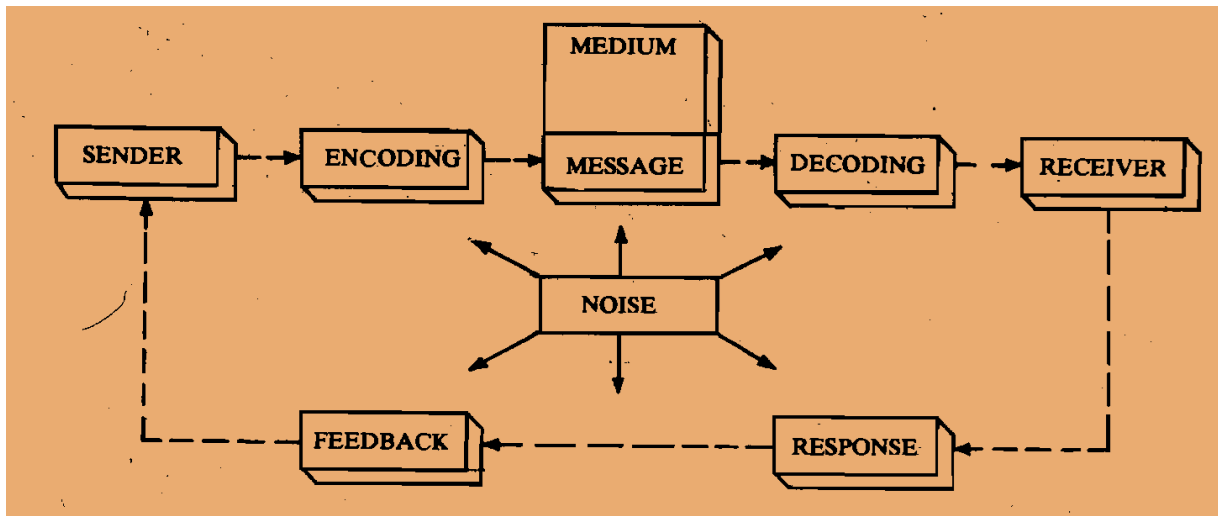 MEDIUM
SENDER
ENCODING
MESSAGE
DECODING
RECEIVER
NOISE
FEEDBACK
RESPONSE